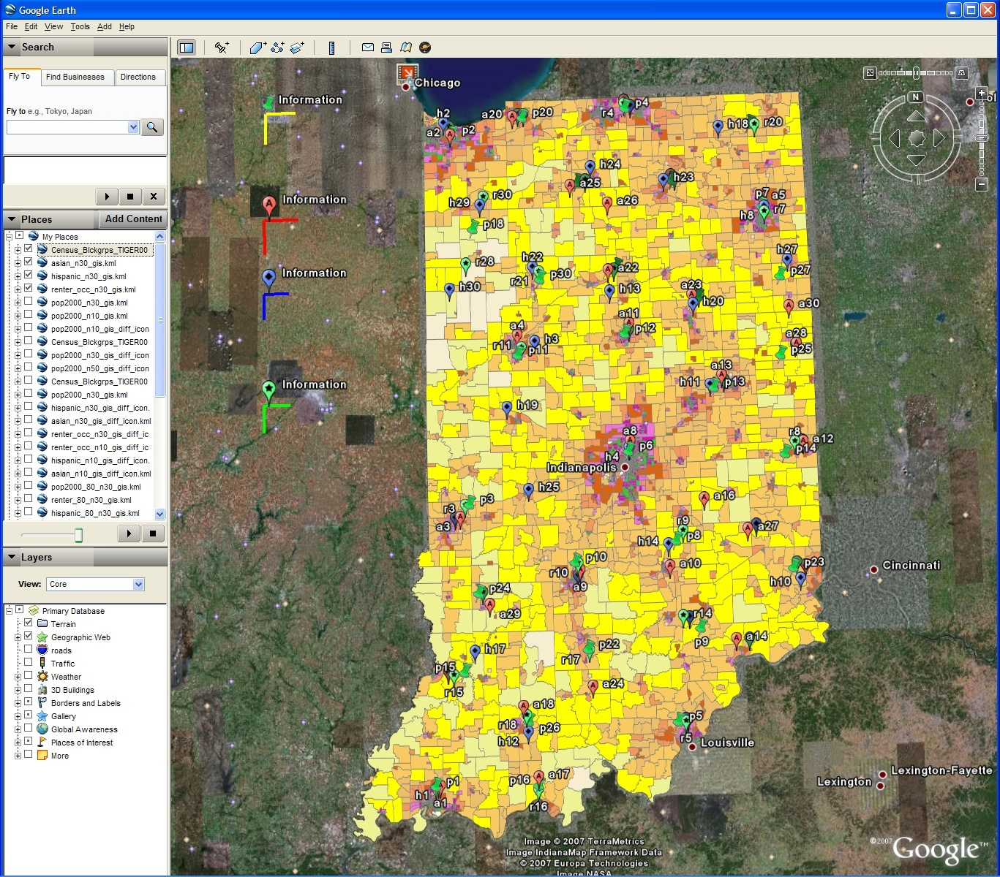 Google Earth
File Edit View Tools Add Help
Search
Fly To
Find Businesses
Directions
Fly to e.g., Tokyo, Japan
Places
Add Content
My Places
Census_Blckgrps_TIGER00
asian_n30_gis.kml
hispanic_n30_gis.kml
renter_occ_n30_gis.kml
pop2000_n30_gis.kml
pop2000_n10_gis.kml
pop2000_n10_gis_diff_icon
Census_Blckgrps_TIGER00
pop2000_n30_gis_diff_icon
pop2000_n50_gis_diff_icon
Census_Blckgrps_TIGER00
pop2000_n30_gis.kml
hispanic_n30_gis_diff_icon.
asian_n30_gis_diff_icon.kml
renter_occ_n30_gis_diff_ic
renter_occ_n10_gis_diff_ic
hispanic_n10_gis_diff_icon.
asian_n10_gis_diff_icon.kml
pop2000_80_n30_gis.kml
renter_80_n30_gis.kml
hispanic_80_n30_gis.kml
Layers
View: Core
Primary Database
Terrain
Geographic Web
roads
Traffic
Weather
3D Buildings
Borders and Labels
Gallery
Global Awareness
Places of Interest
More
Information
Information
Information
Information
Chicago
N
h2
a2
p2
a20
p20
r4
p4
h18
r20
h24
a25
h23
a26
r30
h29
p18
p7
a5
h8
r7
r28
h22
r21
p30
a22
h13
h27
p27
h30
a23
h20
a30
a11
p12
a4
r11
h3
p11
a28
p25
a13
h11
p13
h19
a8
p6
h4
Indianapolis
r8
a12
p14
h25
a16
r3
p3
a3
r9
p8
h14
a27
a10
p10
r10
a9
p23
h10
Cincinnati
p24
a29
r14
p9
a14
h17
p22
r17
p15
r15
a24
a18
r18
p26
h12
p5
r5
Louisville
p16
a17
r16
h1
p1
a1
Lexington-Fayette
Lexington
Image © 2007 TerraMetrics
Image IndianaMap Framework Data
© 2007 Europa Technologies
Image NASA
©2007 Google™